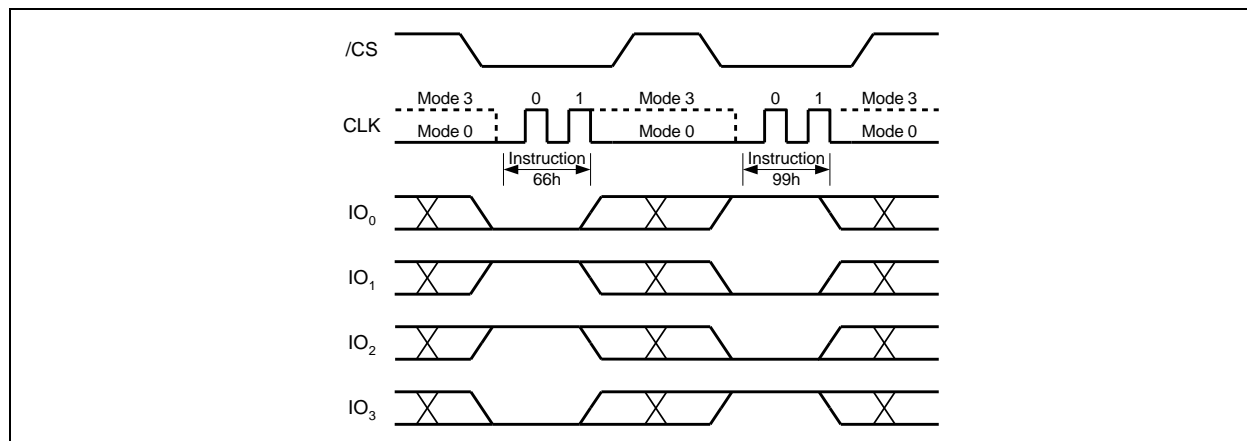 /CS
Mode 3 0 1 Mode 3 0 1 Mode 3
CLK
Mode 0 Mode 0 Mode 0
Instruction Instruction
66h 99h
IO0
IO1
IO2
IO3